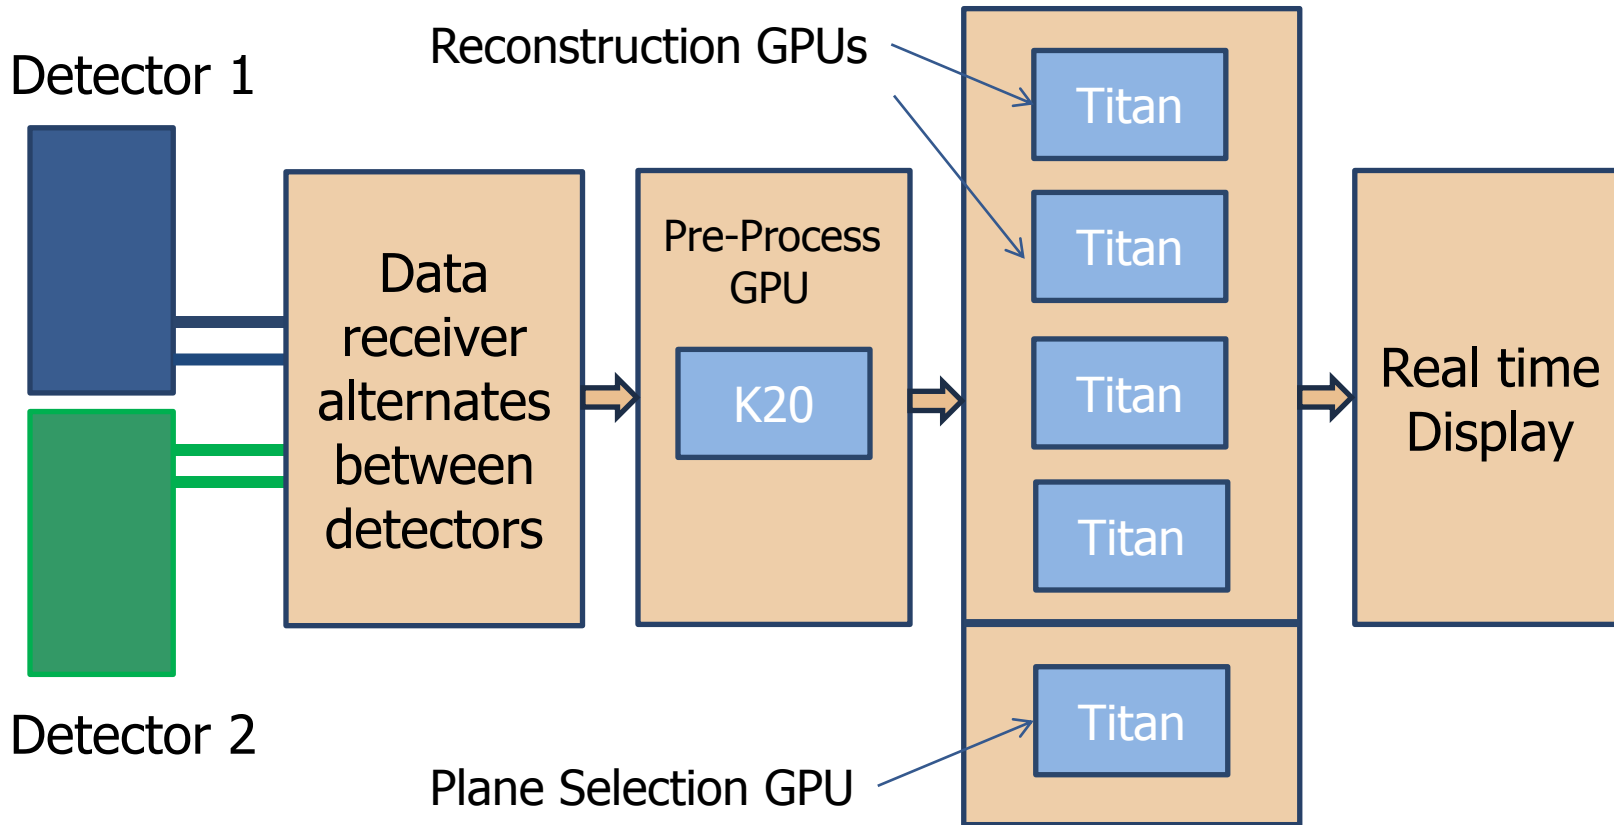 Reconstruction GPUs
Detector 1
Titan
Titan
Titan
Titan
Data
receiver
alternates
between
detectors
Pre-Process
GPU
K20
Real time
Display
Detector 2
Titan
Plane Selection GPU